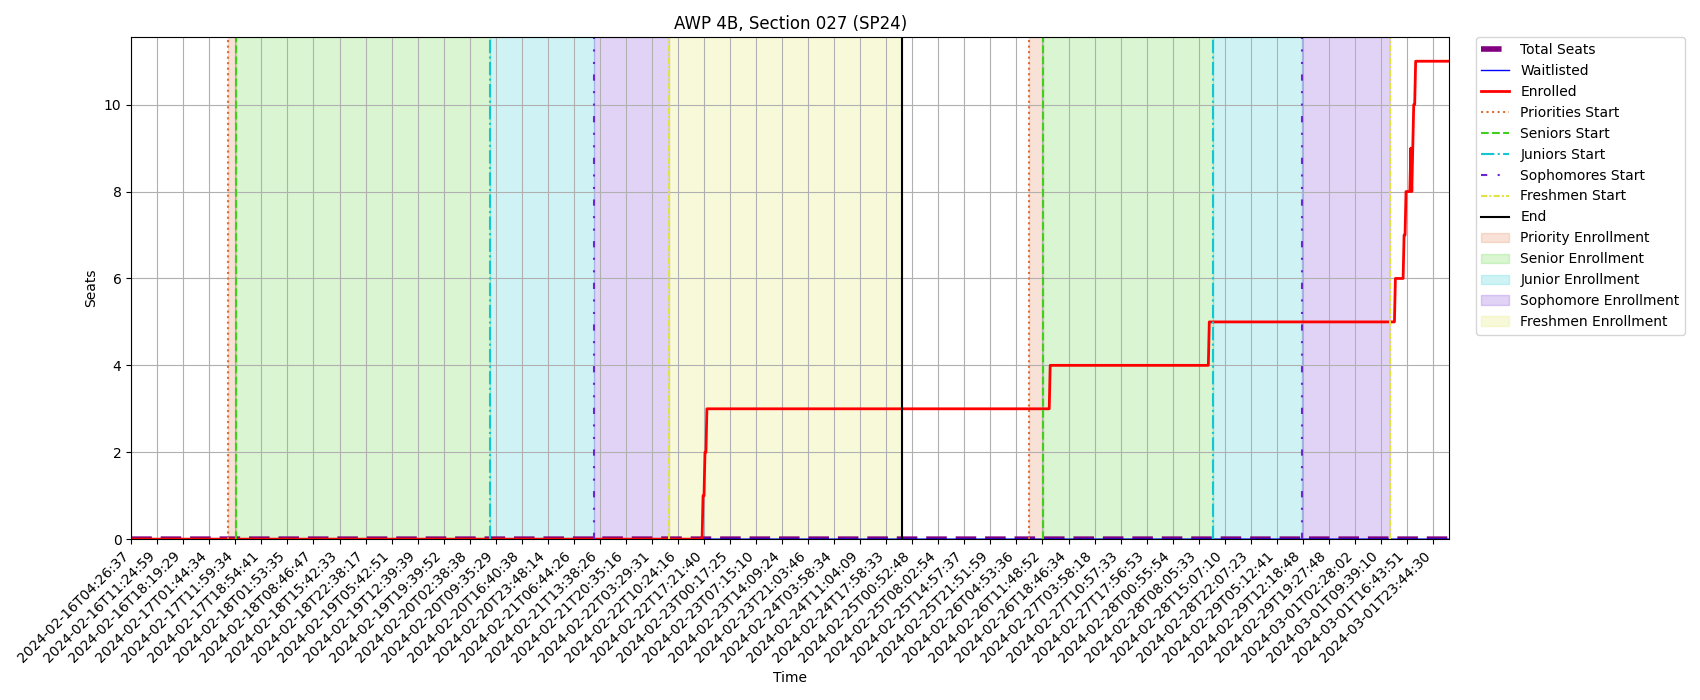 AWP 4B, Section 027 (SP24)
Seats
10
8
6
4
2
0
2024-02-16T04:26:37
2024-02-16T11:24:59
2024-02-16T18:19:29
2024-02-17T01:44:34
2024-02-17T11:59:34
2024-02-17T18:54:41
2024-02-18T01:53:35
2024-02-18T08:46:47
2024-02-18T15:42:33
2024-02-18T22:38:17
2024-02-19T05:42:51
2024-02-19T12:39:39
2024-02-19T19:39:52
2024-02-20T02:38:38
2024-02-20T09:35:29
2024-02-20T16:40:38
2024-02-20T23:48:14
2024-02-21T06:44:26
2024-02-21T13:38:26
2024-02-21T20:35:16
2024-02-22T03:29:31
2024-02-22T10:24:16
2024-02-22T17:21:40
2024-02-23T00:17:25
2024-02-23T07:15:10
2024-02-23T14:09:24
2024-02-23T21:03:46
2024-02-24T03:58:34
2024-02-24T11:04:09
2024-02-24T17:58:33
2024-02-25T00:52:48
2024-02-25T08:02:54
2024-02-25T14:57:37
2024-02-25T21:51:59
2024-02-26T04:53:36
2024-02-26T11:48:52
2024-02-26T18:46:34
2024-02-27T03:58:18
2024-02-27T10:57:33
2024-02-27T17:56:53
2024-02-28T00:55:54
2024-02-28T08:05:33
2024-02-28T15:07:10
2024-02-28T22:07:23
2024-02-29T05:12:41
2024-02-29T12:18:48
2024-02-29T19:27:48
2024-03-01T02:28:02
2024-03-01T09:39:10
2024-03-01T16:43:51
2024-03-01T23:44:30
Time
Total Seats
Waitlisted
Enrolled
Priorities Start
Seniors Start
Juniors Start
Sophomores Start
Freshmen Start
End
Priority Enrollment
Senior Enrollment
Junior Enrollment
Sophomore Enrollment
Freshmen Enrollment